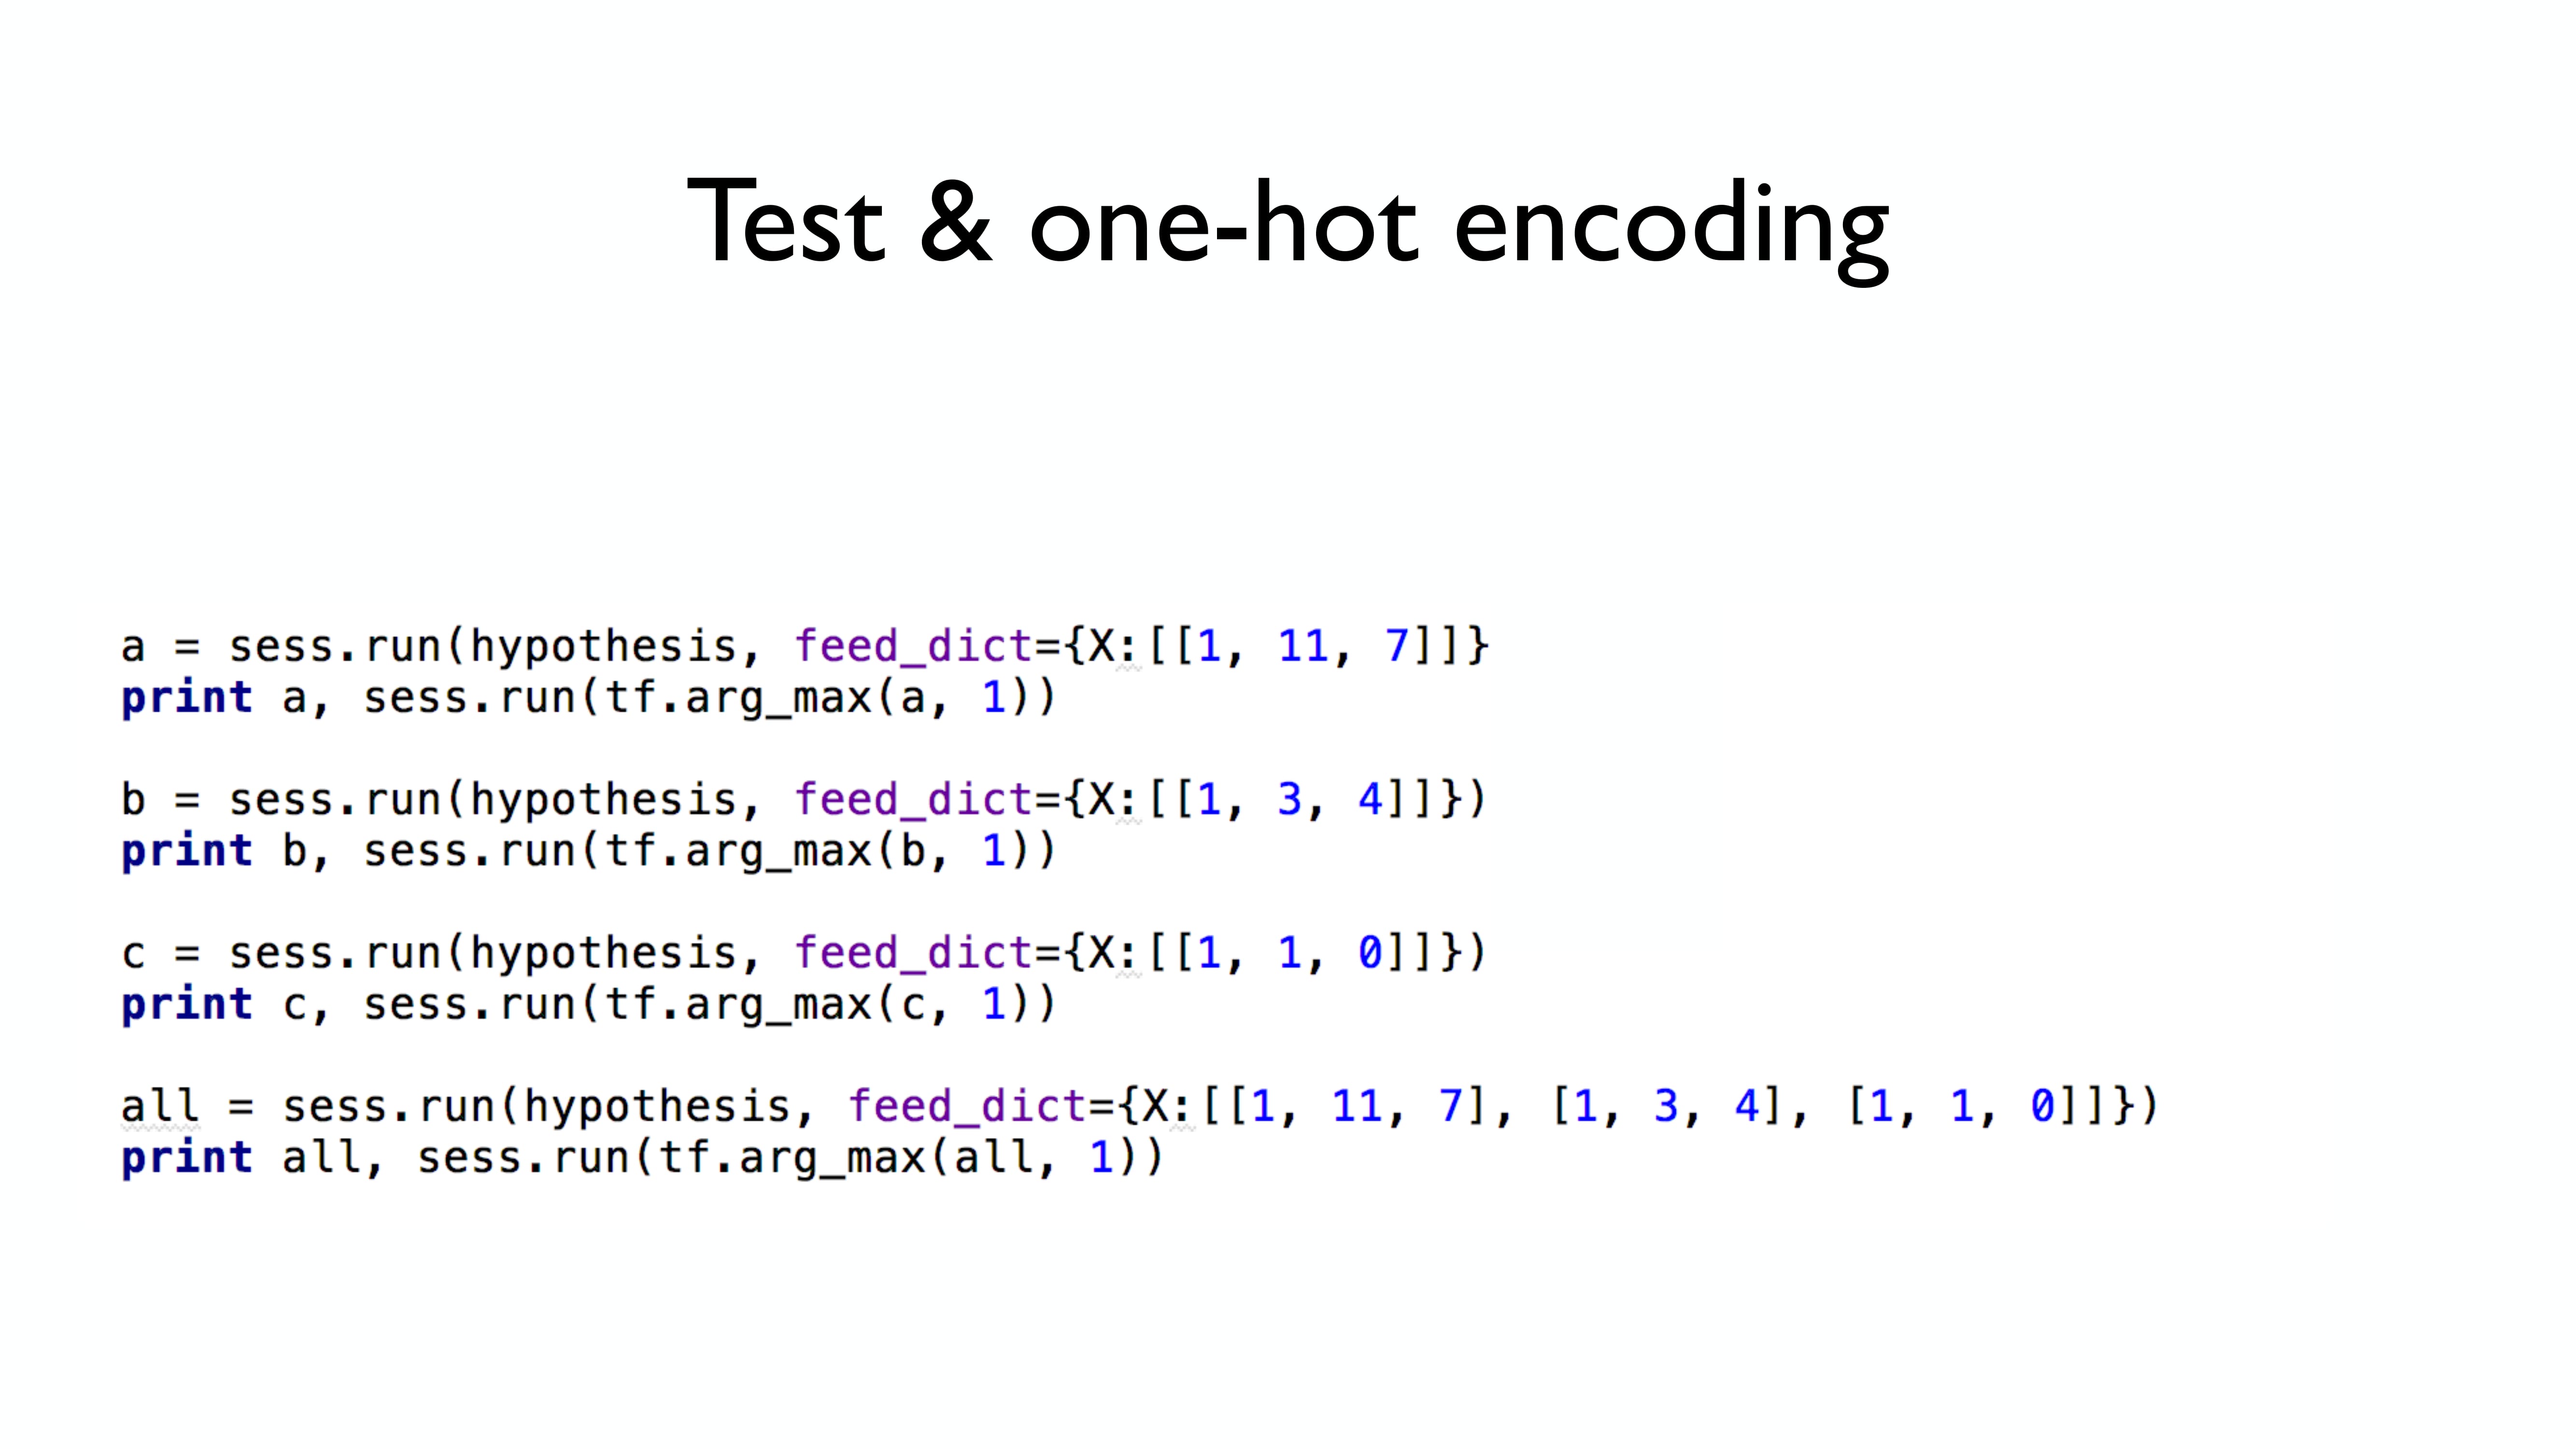 Test & one-hot encoding
a = sess.run(hypothesis, feed_dict={X:[[1, 11, 7]]}
print a, sess.run(tf.arg_max(a, 1))
b = sess.run(hypothesis, feed_dict={X:[[1, 3, 4]]})
print b, sess.run(tf.arg_max(b, 1))
c = sess.run(hypothesis, feed_dict={X:[[1, 1, 0]]})
print c, sess.run(tf.arg_max(c, 1))
all = sess.run(hypothesis, feed_dict={X:[[1, 11, 7], [1, 3, 4], [1, 1, 0]]})
print all, sess.run(tf.arg_max(all, 1))